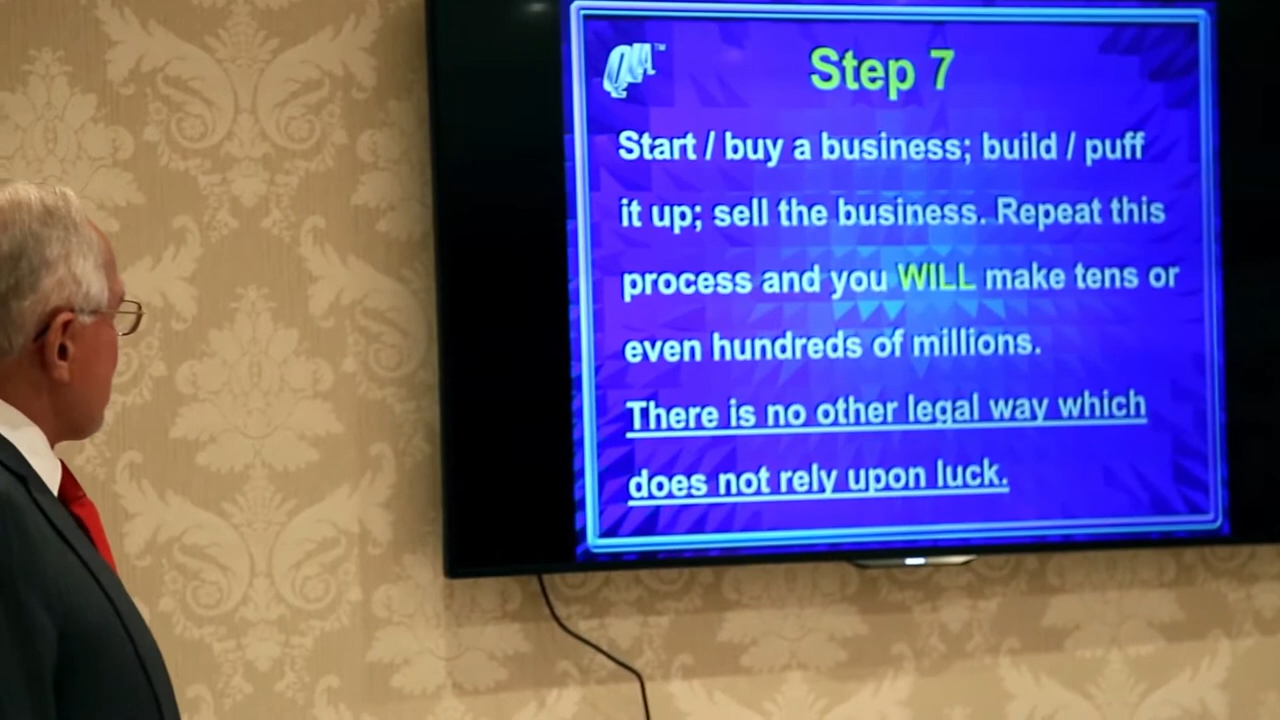 QLA™
Step 7
Start / buy a business; build / puff
it up; sell the business. Repeat this
process and you WILL make tens or
even hundreds of millions.
There is no other legal way which
does not rely upon luck.